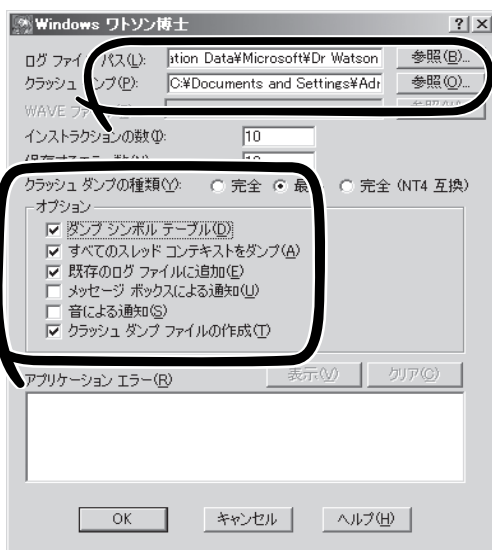 Windows ワトソン博士
ログ ファイル パス(L): ation Data¥Microsoft¥Dr Watson 参照(B)...
クラッシュ ダンプ(P): C:¥Documents and Settings¥Adr 参照(O)...
WAVE
インストラクションの数(I): 10
クラッシュ ダンプの種類(Y): 完全 最 完全 (NT4 互換)
オプション
ダンプ シンボル テーブル(D)
すべてのスレッド コンテキストをダンプ(A)
既存のログ ファイルに追加(E)
メッセージ ボックスによる通知(U)
音による通知(S)
クラッシュ ダンプ ファイルの作成(T)
アプリケーション エラー(R) 表示(V) クリア(C)
OK キャンセル ヘルプ(H)